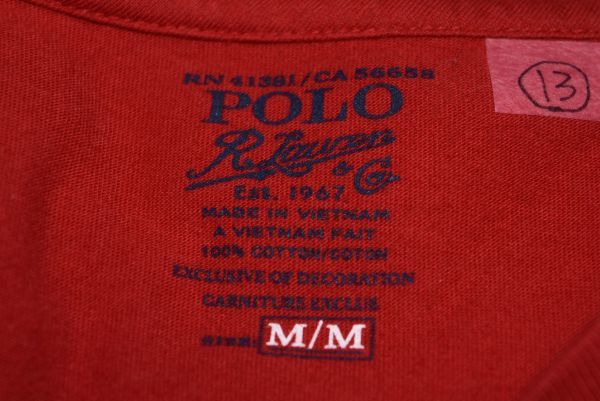 RN 41381/CA 56658
13
POLO
R. Lauren
& Co
Est. 1967
MADE IN VIETNAM
A VIETNAM FAIT
100% COTTON/COTON
EXCLUSIVE OF DECORATION
GARNITURE EXCLUE
SIZE: M/M